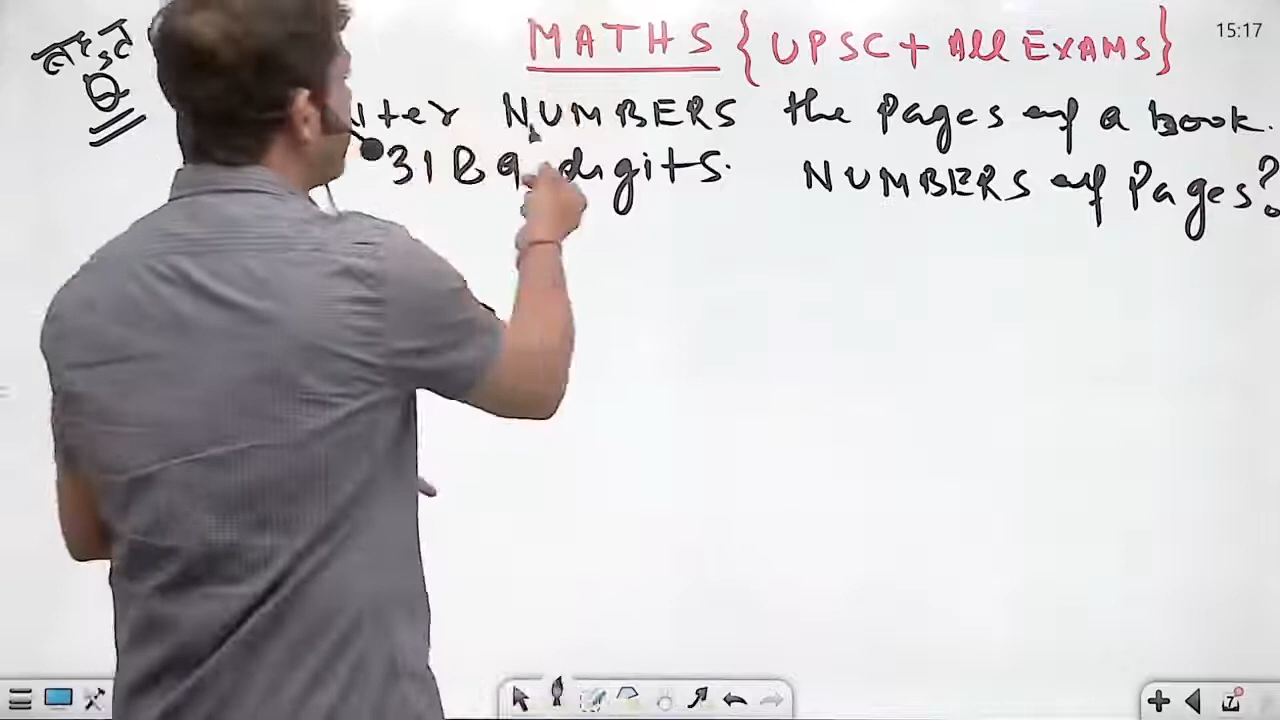 MATHS { UPSC + All EXAMS }
15:17
Q
NUMBERS the Pages of a book.
3189 digits. NUMBERS of Pages?